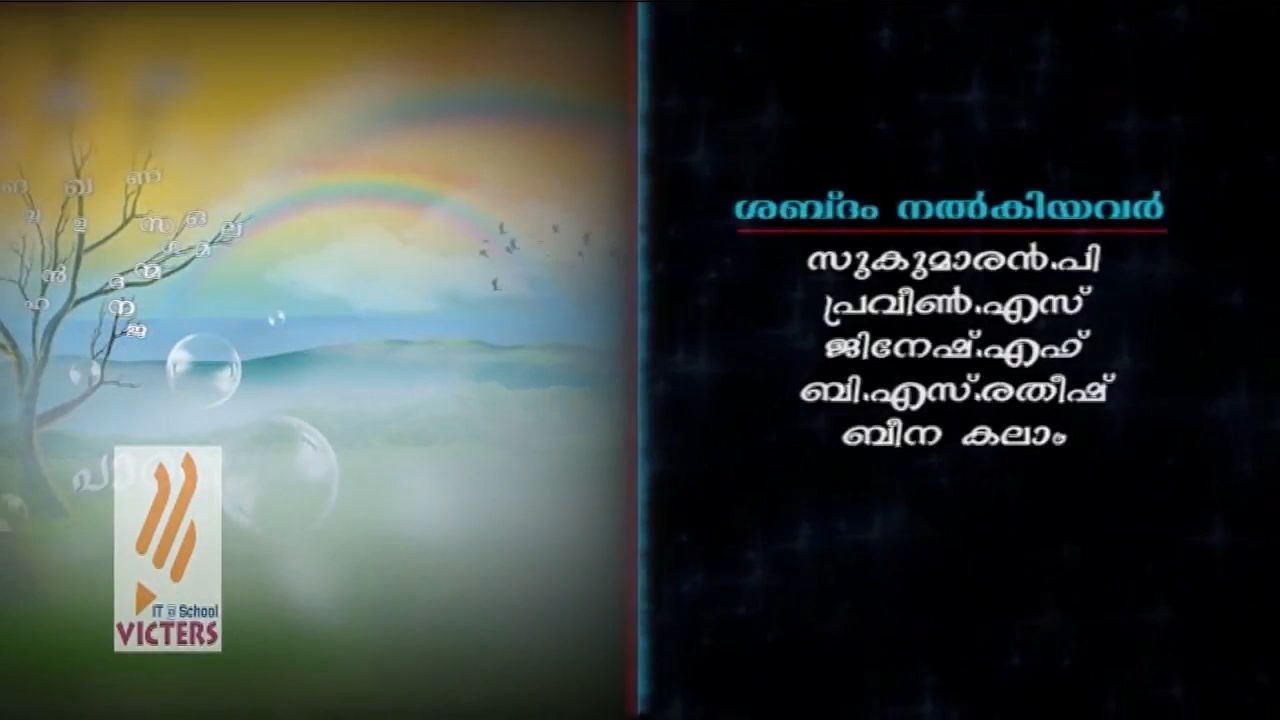 ശബ്ദം നൽകിയവർ
സുകുമാരൻ.പി
പ്രവീൺ.എസ്
ജിനേഷ്.എഫ്
ബി.എസ്.രതീഷ്
ബീന കലാം
IT @ School
VICTERS